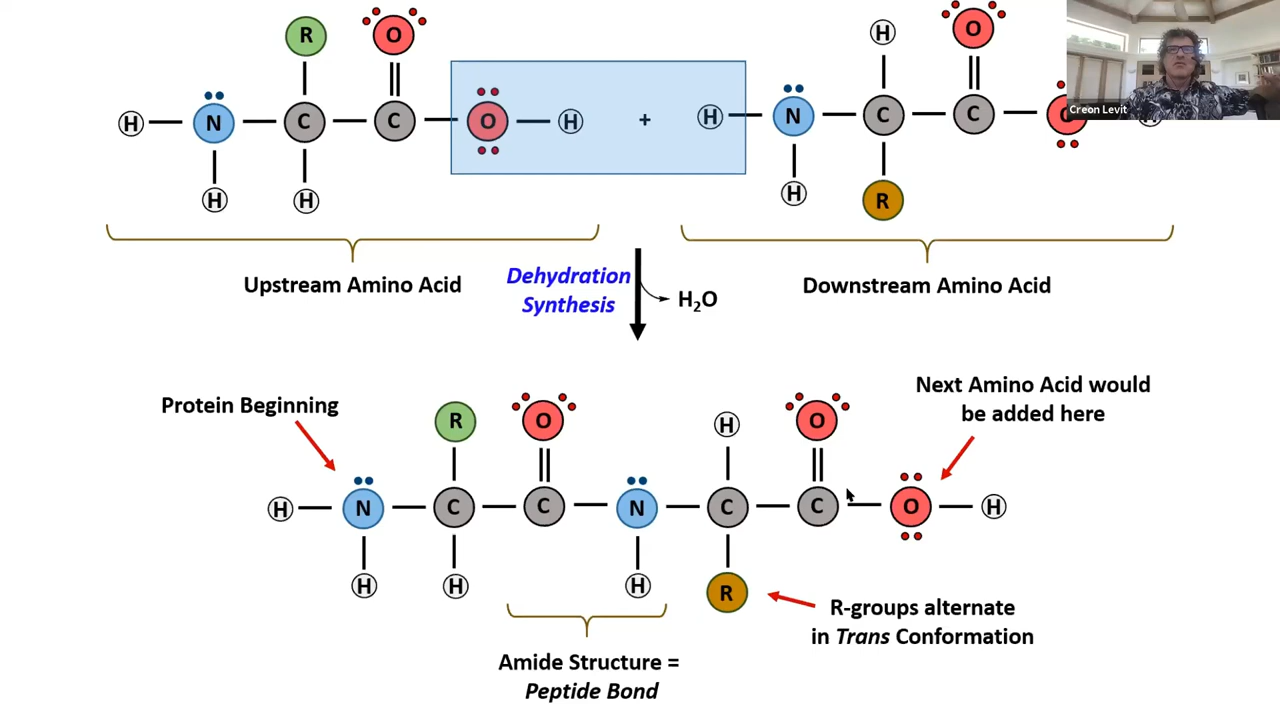 R O O
H N C C O H + H N C C O H
H H H R
Creon Levit
Upstream Amino Acid
Downstream Amino Acid
Dehydration
Synthesis
H₂O
Protein Beginning
Next Amino Acid would
be added here
R O H O
H N C C N C C O H
H H H R
R-groups alternate
in Trans Conformation
Amide Structure =
Peptide Bond